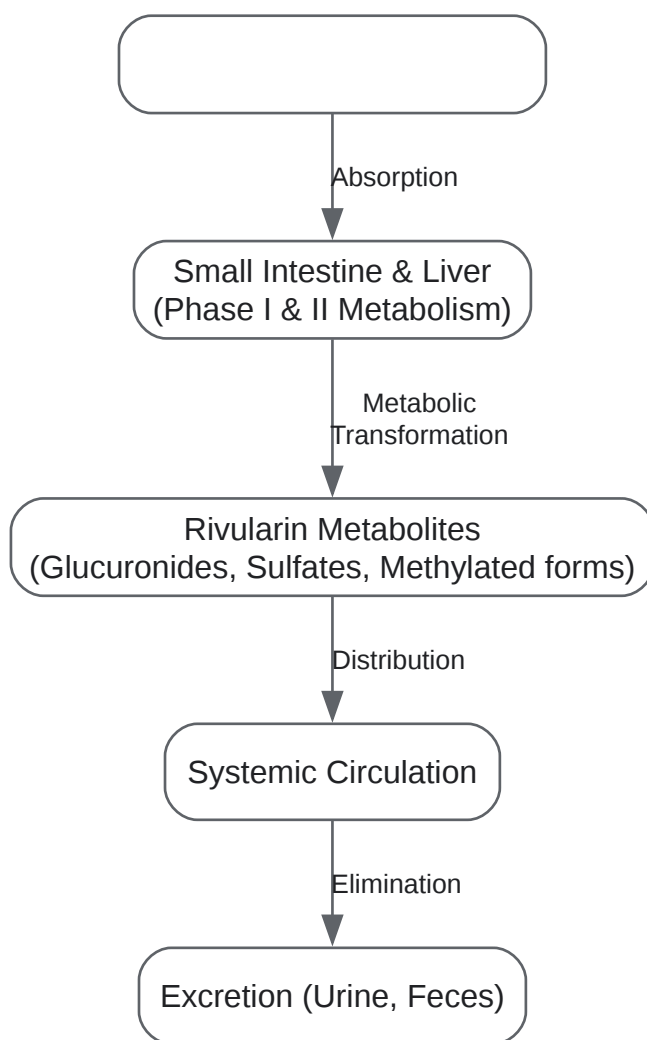 Absorption
Small Intestine & Liver
(Phase I & II Metabolism)
Metabolic
Transformation
Rivularin Metabolites
(Glucuronides, Sulfates, Methylated forms)
Distribution
Systemic Circulation
Elimination
Excretion (Urine, Feces)